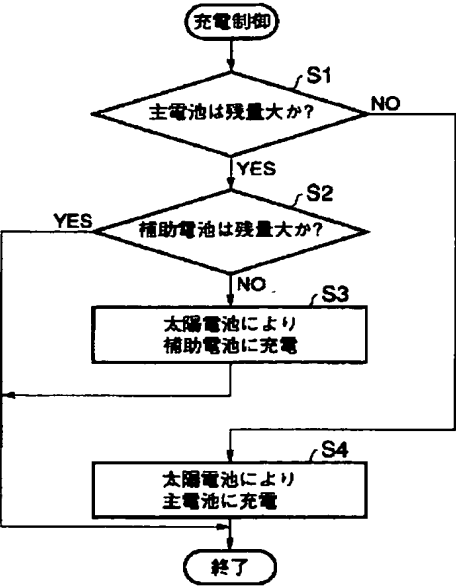 充電制御
S1
主電池は残量大か?
NO
YES
S2
YES
補助電池は残量大か?
NO
S3
太陽電池により
補助電池に充電
S4
太陽電池により
主電池に充電
終了